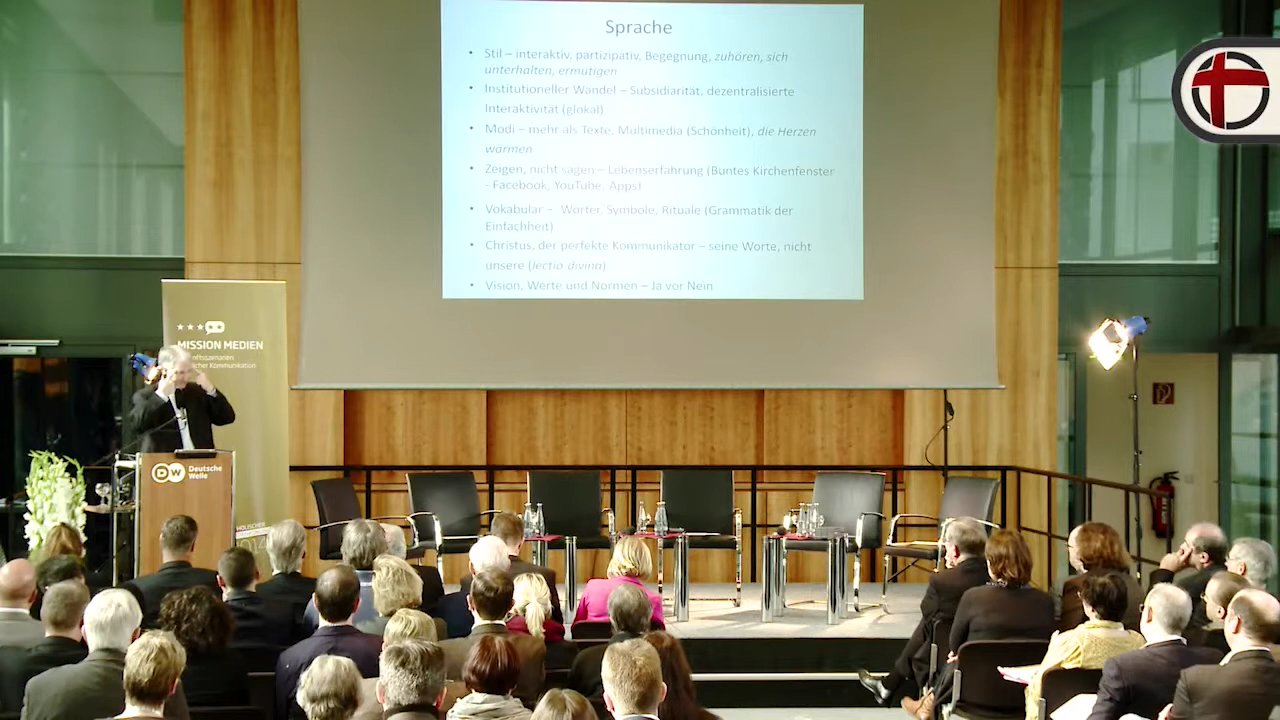 Sprache
• Stil – interaktiv, partizipativ, Begegnung, zuhören, sich
unterhalten, ermutigen
• Institutioneller Wandel – Subsidiarität, dezentralisierte
Interaktivität (glokal)
• Modi – mehr als Texte, Multimedia (Schönheit), die Herzen
wärmen
• Zeigen, nicht sagen – Lebenserfahrung (Buntes Kirchenfenster
- Facebook, YouTube, Apps)
• Vokabular – Wörter, Symbole, Rituale (Grammatik der
Einfachheit)
• Christus, der perfekte Kommunikator – seine Worte, nicht
unsere (lectio divina)
• Vision, Werte und Normen – Ja vor Nein
MISSION MEDIEN
Kommunikation
DW Deutsche
Welle